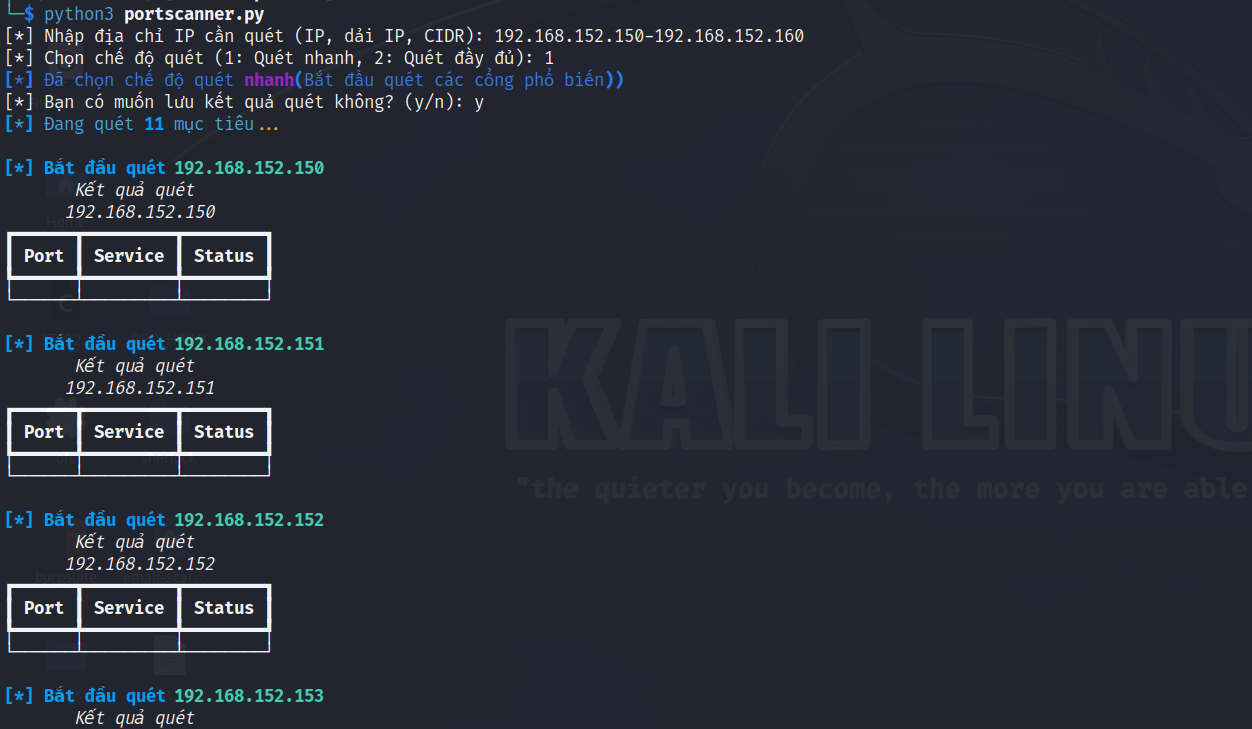 └─$ python3 portscanner.py
[*] Nhập địa chỉ IP cần quét (IP, dải IP, CIDR): 192.168.152.150-192.168.152.160
[*] Chọn chế độ quét (1: Quét nhanh, 2: Quét đầy đủ): 1
[*] Đã chọn chế độ quét nhanh(Bắt đầu quét các cổng phổ biến))
[*] Bạn có muốn lưu kết quả quét không? (y/n): y
[*] Đang quét 11 mục tiêu...
[*] Bắt đầu quét 192.168.152.150
Kết quả quét
192.168.152.150
Port Service Status
[*] Bắt đầu quét 192.168.152.151
Kết quả quét
192.168.152.151
Port Service Status
[*] Bắt đầu quét 192.168.152.152
Kết quả quét
192.168.152.152
Port Service Status
[*] Bắt đầu quét 192.168.152.153
Kết quả quét
KALI LINU
"the quieter you become, the more you are able
Home